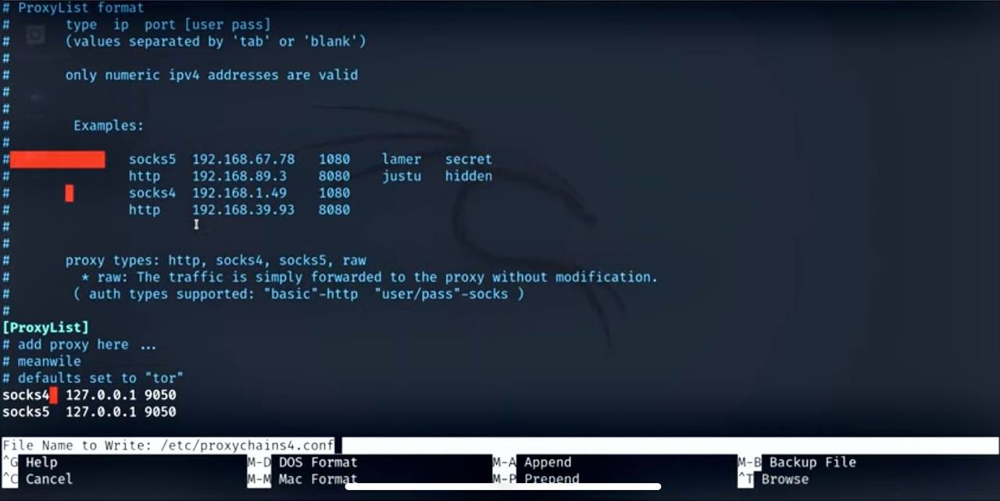 # ProxyList format
#       type  ip  port [user pass]
#       (values separated by 'tab' or 'blank')
#
#       only numeric ipv4 addresses are valid
#
#
#        Examples:
#
#               socks5  192.168.67.78   1080    lamer   secret
#               http    192.168.89.3    8080    justu   hidden
#               socks4  192.168.1.49    1080
#               http    192.168.39.93   8080
#
#
#       proxy types: http, socks4, socks5, raw
#         * raw: The traffic is simply forwarded to the proxy without modification.
#        ( auth types supported: "basic"-http  "user/pass"-socks )
#
[ProxyList]
# add proxy here ...
# meanwile
# defaults set to "tor"
socks4  127.0.0.1 9050
socks5  127.0.0.1 9050
File Name to Write: /etc/proxychains4.conf
^G Help M-D DOS Format M-A Append M-B Backup File
^C Cancel M-M Mac Format M-P Prepend ^T Browse